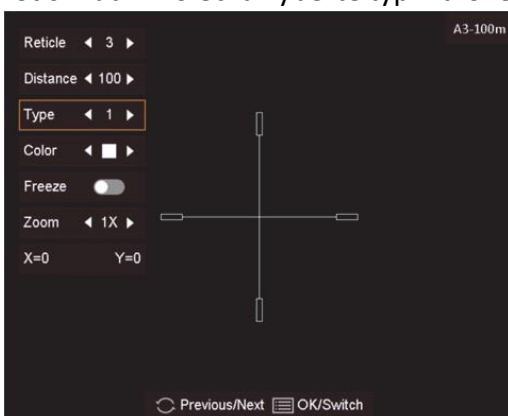 A3-100m
Reticle 3
Distance 100
Type 1
Color
Freeze
Zoom 1X
X=0 Y=0
Previous/Next OK/Switch